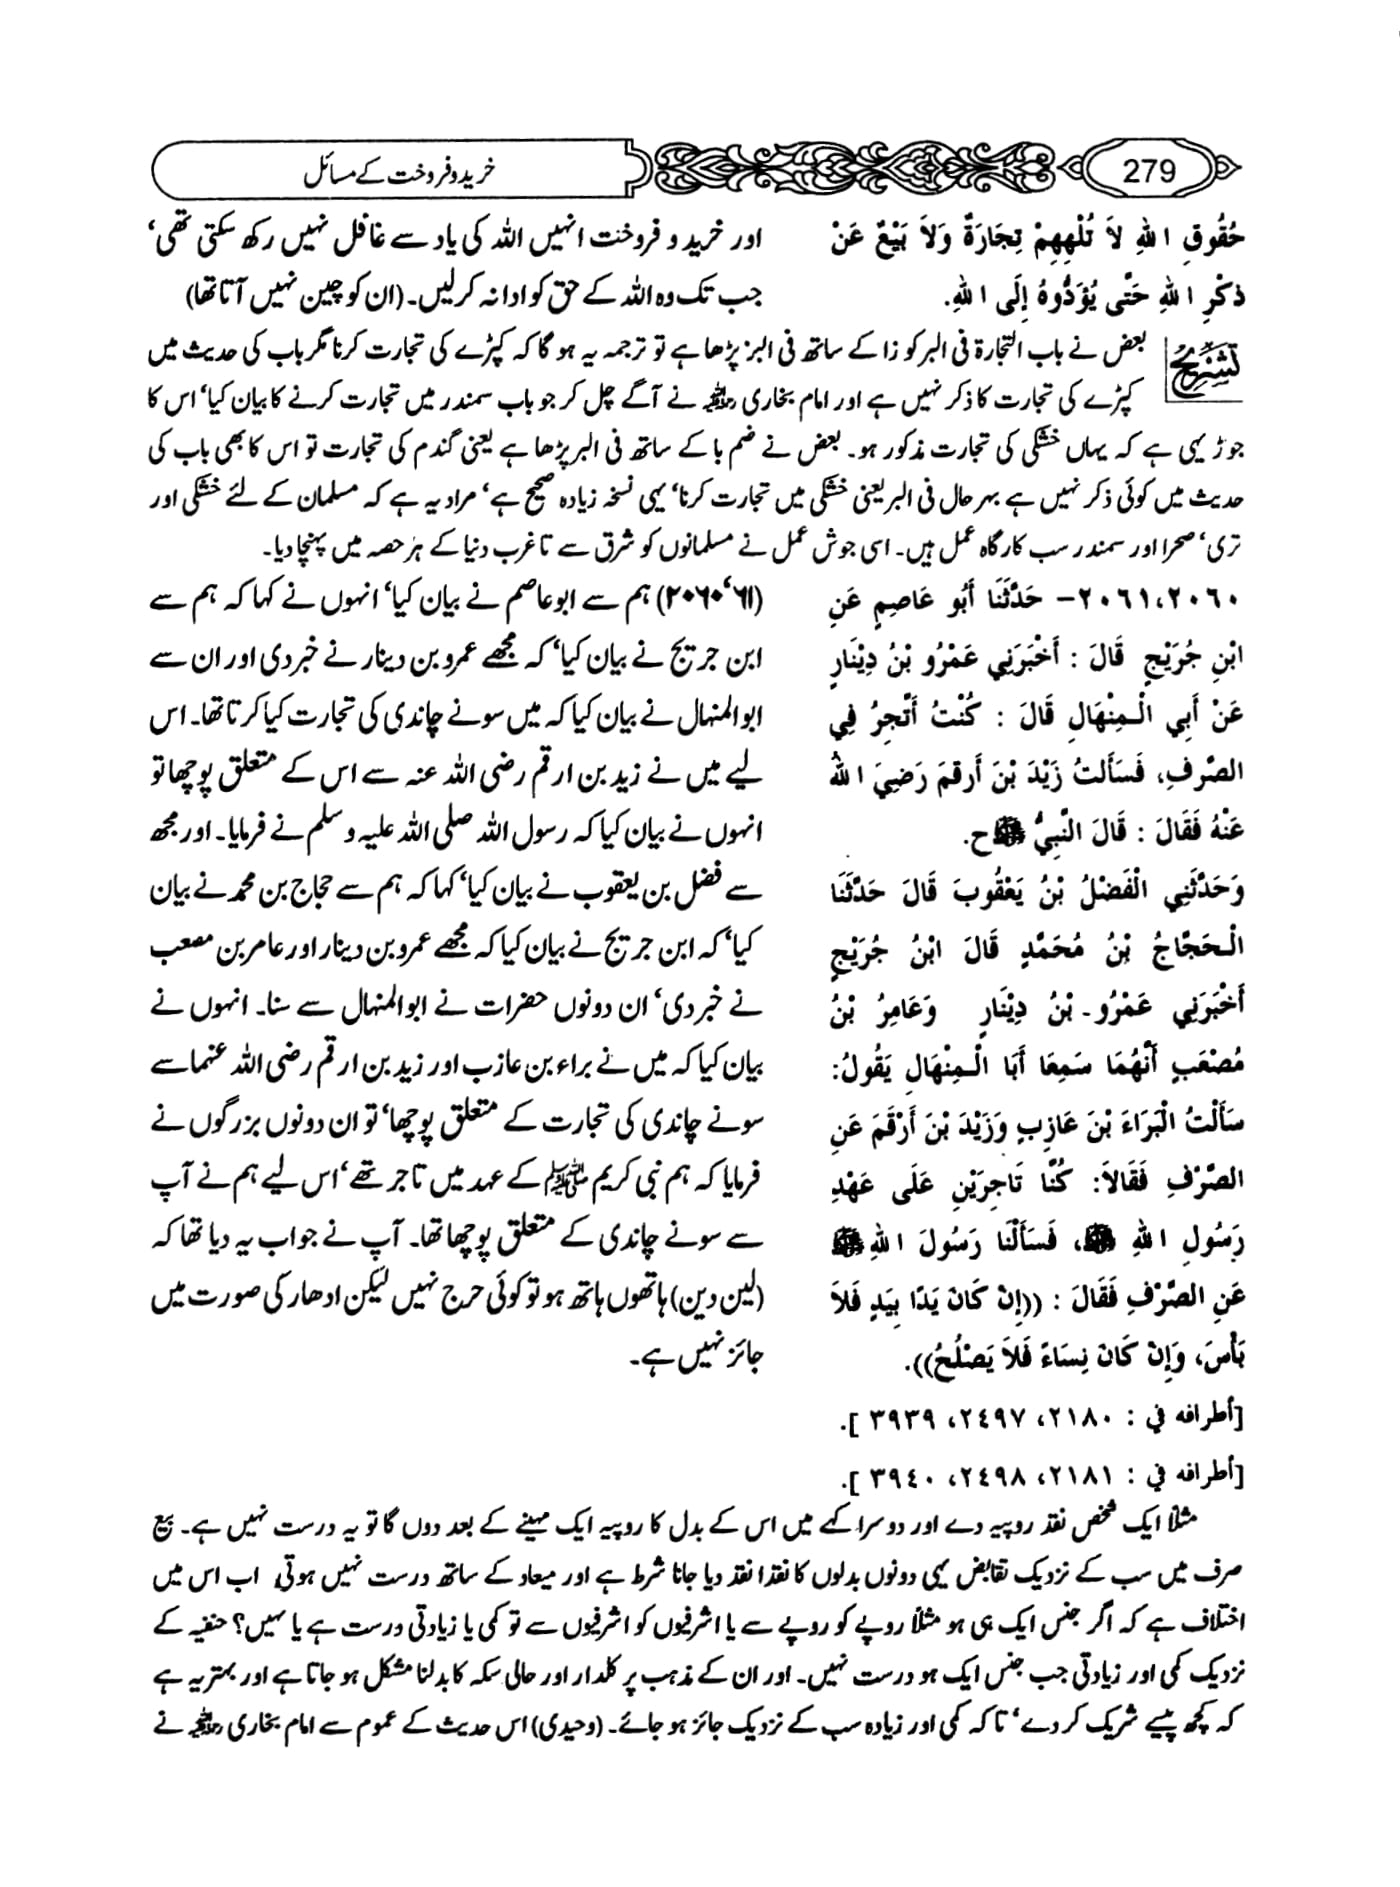 279
خرید و فروخت کے مسائل
حُقُوقِ اللهِ لاَ تُلْهِهِمْ تِجَارَةٌ وَلاَ بَيْعٌ عَنْ
ذِكْرِ اللهِ حَتَّى يُؤَدُّوهُ إِلَى اللهِ.
اور خرید و فروخت انہیں اللہ کی یاد سے غافل نہیں رکھ سکتی تھی‘
جب تک وہ اللہ کے حق کو ادا نہ کرلیں۔ (ان کو چین نہیں آتا تھا)
تشریح
بعض نے باب التجارۃ فی البر کو زا کے ساتھ فی البز پڑھا ہے تو ترجمہ یہ ہو گا کہ کپڑے کی تجارت کرنا مگر باب کی حدیث میں
کپڑے کی تجارت کا ذکر نہیں ہے اور امام بخاری رحمہ اللہ نے آگے چل کر جو باب سمندر میں تجارت کرنے کا بیان کیا‘ اس کا
جوڑ یہی ہے کہ یہاں خشکی کی تجارت مذکور ہو۔ بعض نے ضم با کے ساتھ فی البر پڑھا ہے یعنی گندم کی تجارت تو اس کا بھی باب کی
حدیث میں کوئی ذکر نہیں ہے بہر حال فی البر یعنی خشکی میں تجارت کرنا‘ یہی نسخہ زیادہ صحیح ہے‘ مراد یہ ہے کہ مسلمان کے لئے خشکی اور
تری‘ صحرا اور سمندر سب کارگاہ عمل ہیں۔ اسی جوش عمل نے مسلمانوں کو شرق سے تا غرب دنیا کے ہر حصہ میں پہنچا دیا۔
٢٠٦٠،٢٠٦١– حَدَّثَنَا أَبُو عَاصِمٍ عَنِ
ابْنِ جُرَيْجٍ قَالَ : أَخْبَرَنِي عَمْرُو بْنُ دِيْنَارٍ
عَنْ أَبِي الْـمِنْهَالِ قَالَ : كُنْتُ أَتَّجِرُ فِي
الصَّرْفِ، فَسَأَلتُ زَيْدَ بْنَ أَرقَمَ رَضِيَ اللهُ
عَنْهُ فَقَالَ : قَالَ النَّبِيُّ ﷺ ح.
وَحَدَّثَنِي الْفَضْلُ بْنُ يَعْقُوبَ قَالَ حَدَّثَنَا
الْـحَجَّاجُ بْنُ مُحَمَّدٍ قَالَ ابْنُ جُرَيْجٍ
أَخْبَرَنِي عَمْرُو۔ بْنُ دِيْنَارٍ وَعَامِرُ بْنُ
مُصْعَبٍ أَنَّهُمَا سَمِعَا أَبَا الْـمِنْهَالِ يَقُولُ:
سَأَلْتُ الْبَرَاءَ بْنَ عَازِبٍ وَزَيْدَ بْنَ أَرْقَمَ عَنِ
الصَّرْفِ فَقَالاَ: كُنَّا تَاجِرَيْنِ عَلَى عَهْدِ
رَسُولِ اللهِ ﷺ، فَسَأَلْنَا رَسُولَ اللهِ ﷺ
عَنِ الصَّرْفِ فَقَالَ : ((إِنْ كَانَ يَدًا بِيَدٍ فَلاَ
بَأْسَ، وَإِنْ كَانَ نِسَاءً فَلاَ يَصْلُحُ)).
[أطرافه في : ٢١٨٠، ٢٤٩٧، ٣٩٣٩ ].
[أطرافه في : ٢١٨١، ٢٤٩٨، ٣٩٤٠ ].
(۶۱‘۲۰۶۰) ہم سے ابو عاصم نے بیان کیا‘ انہوں نے کہا کہ ہم سے
ابن جریج نے بیان کیا‘ کہ مجھے عمرو بن دینار نے خبر دی اور ان سے
ابوالمنہال نے بیان کیا کہ میں سونے چاندی کی تجارت کیا کرتا تھا۔ اس
لیے میں نے زید بن ارقم رضی اللہ عنہ سے اس کے متعلق پوچھا تو
انہوں نے بیان کیا کہ رسول اللہ صلی اللہ علیہ و سلم نے فرمایا۔ اور مجھ
سے فضل بن یعقوب نے بیان کیا‘ کہا کہ ہم سے حجاج بن محمد نے بیان
کیا‘ کہ ابن جریج نے بیان کیا کہ مجھے عمرو بن دینار اور عامر بن مصعب
نے خبر دی‘ ان دونوں حضرات نے ابوالمنہال سے سنا۔ انہوں نے
بیان کیا کہ میں نے براء بن عازب اور زید بن ارقم رضی اللہ عنہما سے
سونے چاندی کی تجارت کے متعلق پوچھا‘ تو ان دونوں بزرگوں نے
فرمایا کہ ہم نبی کریم ﷺ کے عہد میں تاجر تھے‘ اس لیے ہم نے آپ
سے سونے چاندی کے متعلق پوچھا تھا۔ آپ نے جواب یہ دیا تھا کہ
(لین دین) ہاتھوں ہاتھ ہو تو کوئی حرج نہیں لیکن ادھار کی صورت میں
جائز نہیں ہے۔
مثلاً ایک شخص نقد روپیہ دے اور دوسرا کہے میں اس کے بدل کا روپیہ ایک مہینے کے بعد دوں گا تو یہ درست نہیں ہے۔ بیع
صرف میں سب کے نزدیک تقابض یہی دونوں بدلوں کا نقدا نقد دیا جانا شرط ہے اور میعاد کے ساتھ درست نہیں ہوتی اب اس میں
اختلاف ہے کہ اگر جنس ایک ہی ہو مثلاً روپے کو روپے سے یا اشرفیوں کو اشرفیوں سے تو کمی یا زیادتی درست ہے یا نہیں؟ حنفیہ کے
نزدیک کمی اور زیادتی جب جنس ایک ہو درست نہیں۔ اور ان کے مذہب پر کلدار اور حالی سکہ کا بدلنا مشکل ہو جاتا ہے اور بہتر یہ ہے
کہ کچھ پیسے شریک کر دے‘ تاکہ کمی اور زیادہ سب کے نزدیک جائز ہو جائے۔ (وحیدی) اس حدیث کے عموم سے امام بخاری رحمہ اللہ نے